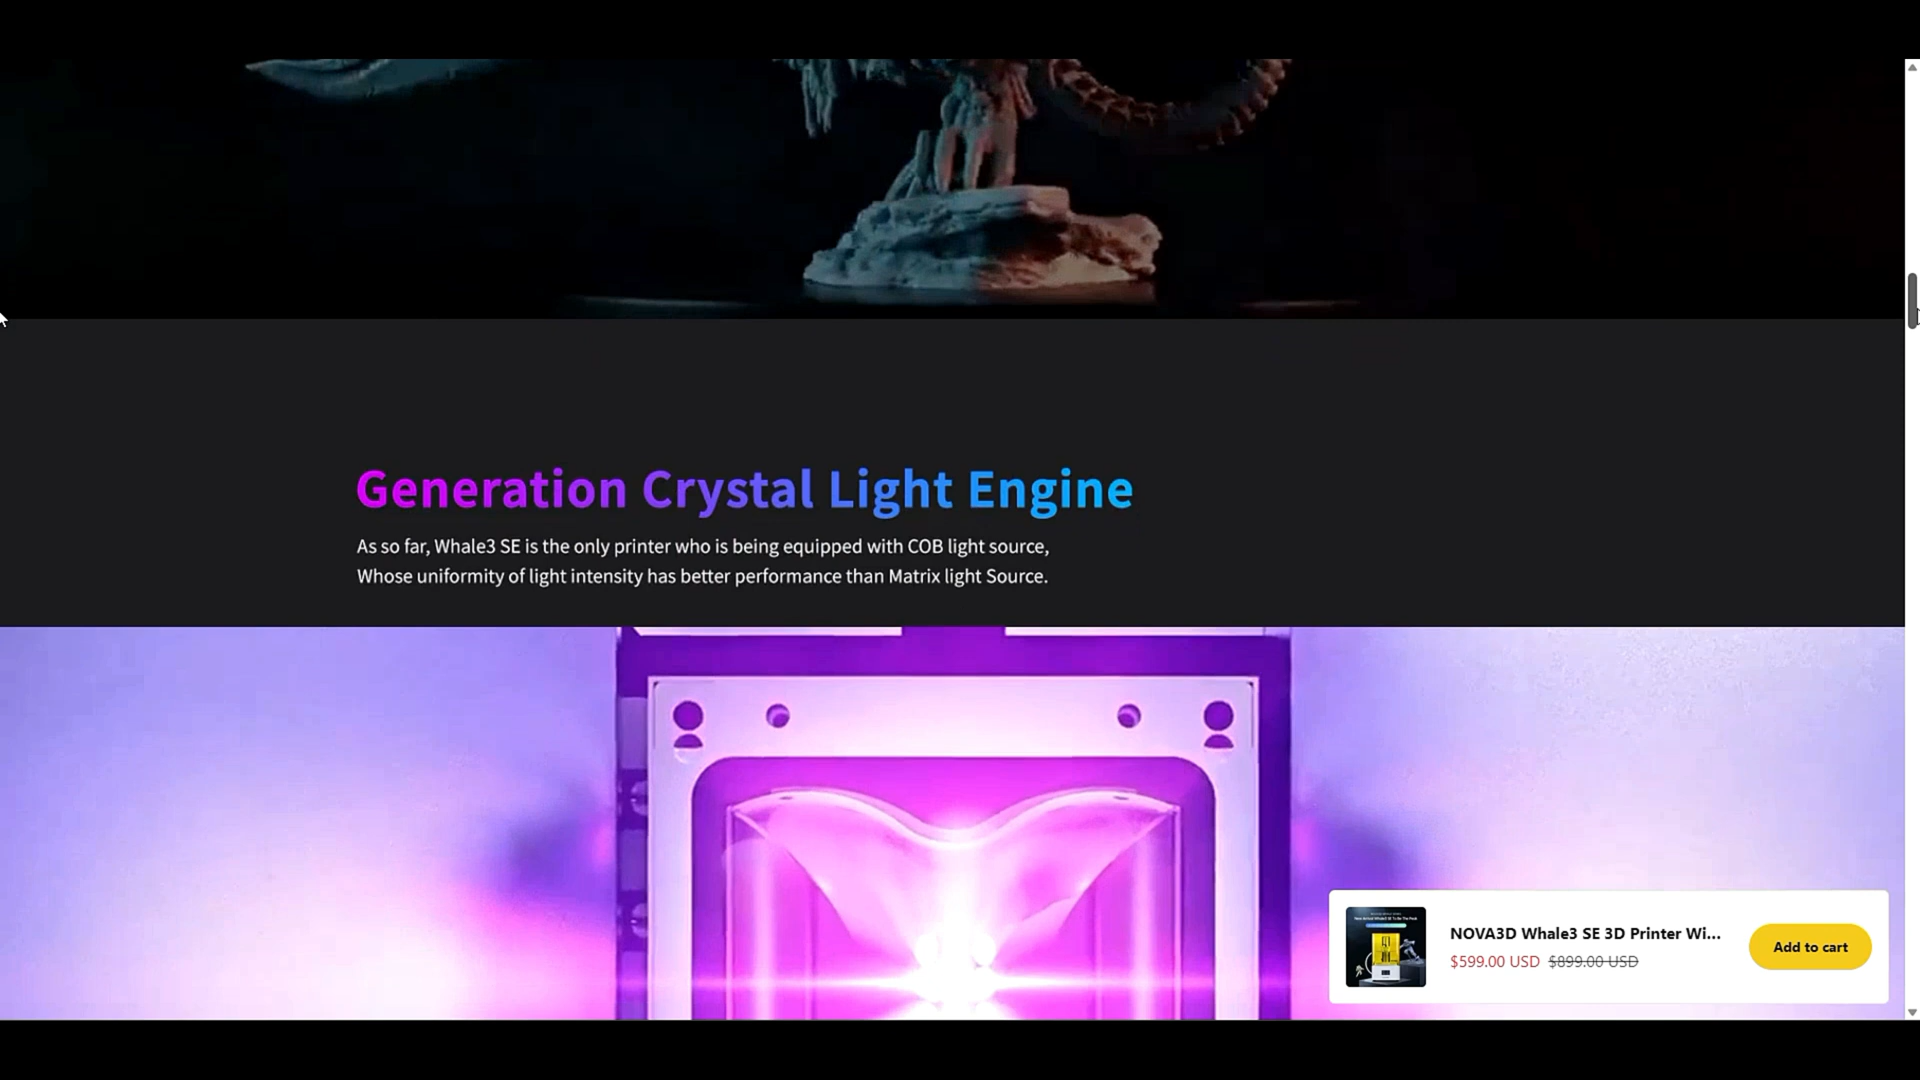 Generation Crystal Light Engine
As so far, Whale3 SE is the only printer who is being equipped with COB light source,
Whose uniformity of light intensity has better performance than Matrix light Source.
NOVA3D Whale3 SE 3D Printer Wi...
$599.00 USD $899.00 USD
Add to cart